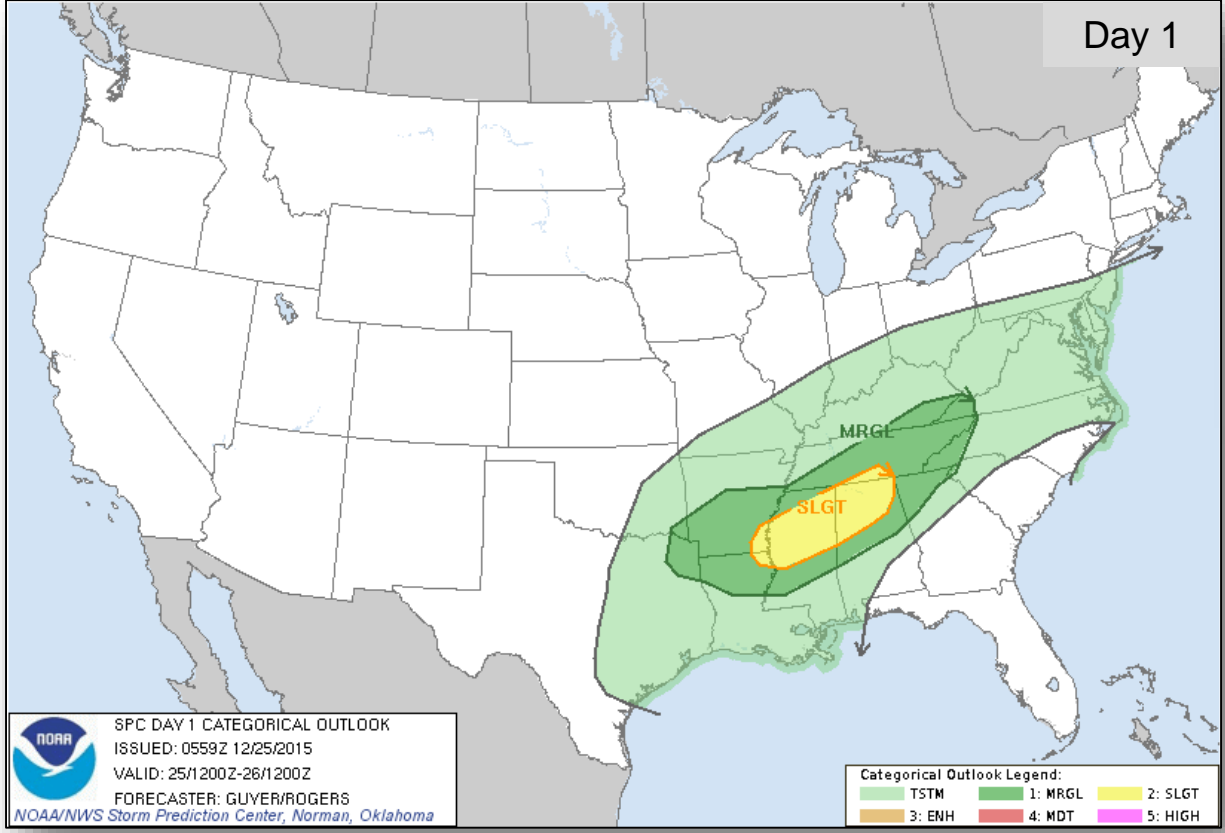 Day 1
MRGL
SLGT
NOAA
SPC DAY 1 CATEGORICAL OUTLOOK
ISSUED: 0559Z 12/25/2015
VALID: 25/1200Z-26/1200Z
FORECASTER: GUYER/ROGERS
NOAA/NWS Storm Prediction Center, Norman, Oklahoma
Categorical Outlook Legend:
TSTM 1: MRGL 2: SLGT
3: ENH 4: MDT 5: HIGH